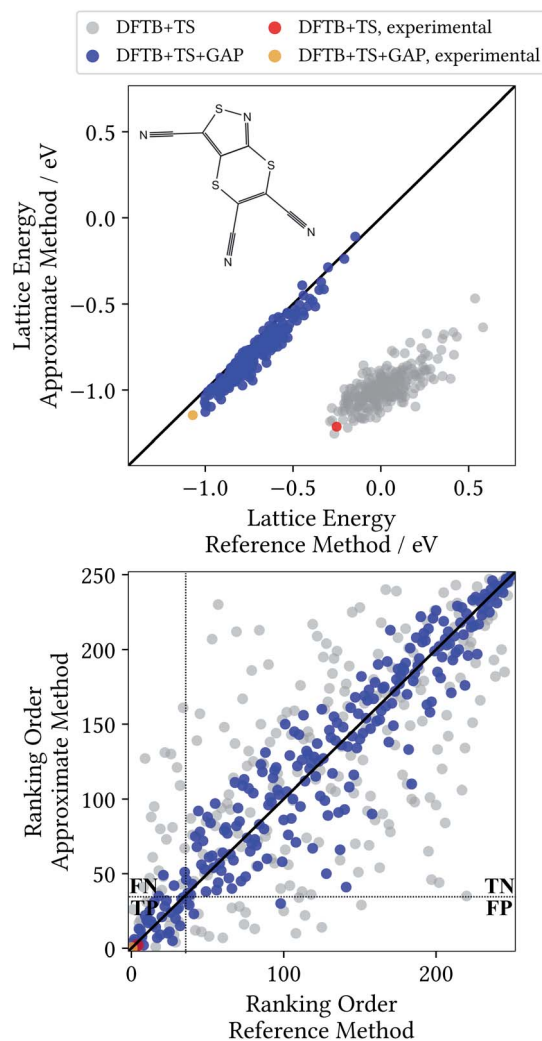 DFTB+TS
DFTB+TS, experimental
DFTB+TS+GAP
DFTB+TS+GAP, experimental
0.5
0.0
−0.5
−1.0
Lattice Energy
Approximate Method / eV
S
N
N
S
S
N
N
−1.0
−0.5
0.0
0.5
Lattice Energy
Reference Method / eV
250
200
150
100
50
0
Ranking Order
Approximate Method
FN
TN
TP
FP
0
100
200
Ranking Order
Reference Method